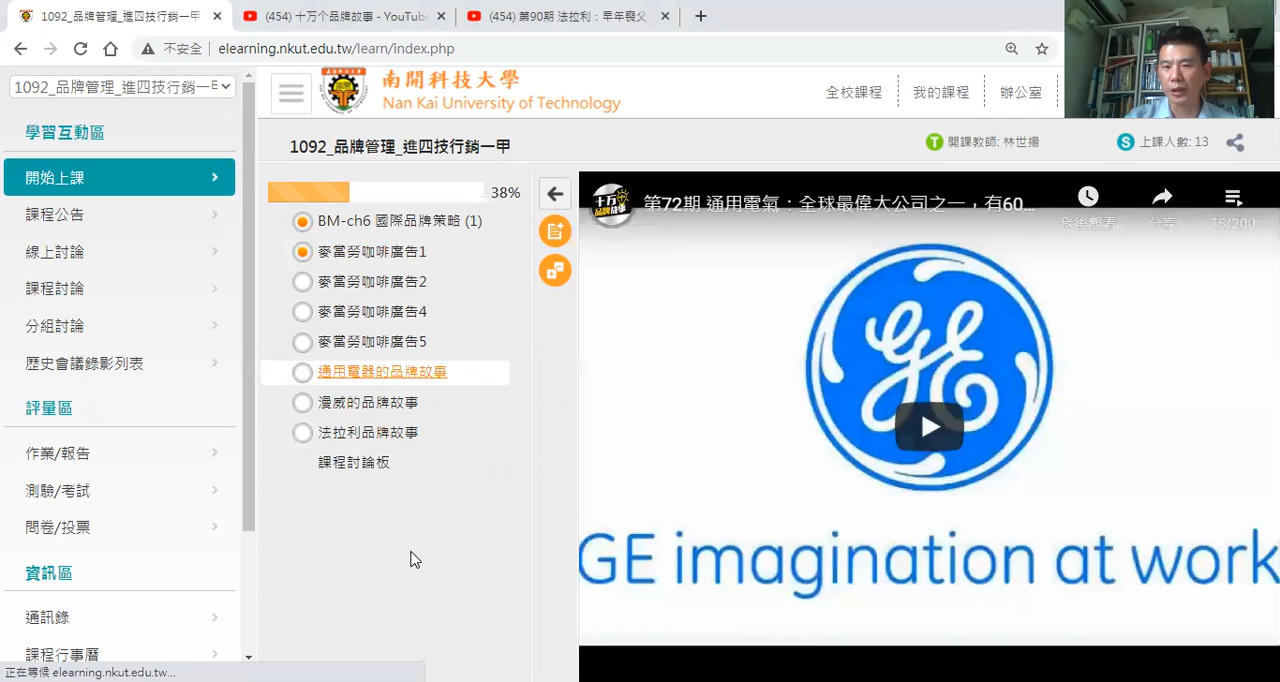 1092_品牌管理_進四技行銷一甲
(454) 十万个品牌故事 - YouTube
(454) 第90期 法拉利：早年喪父
不安全
elearning.nkut.edu.tw/learn/index.php
1092_品牌管理_進四技行銷一
南開科技大學
Nan Kai University of Technology
全校課程
我的課程
辦公室
學習互動區
1092_品牌管理_進四技行銷一甲
開課教師: 林世揚
上課人數: 13
開始上課
課程公告
線上討論
課程討論
分組討論
歷史會議錄影列表
評量區
作業/報告
測驗/考試
問卷/投票
資訊區
通訊錄
課程行事曆
38%
BM-ch6 國際品牌策略 (1)
麥當勞咖啡廣告1
麥當勞咖啡廣告2
麥當勞咖啡廣告4
麥當勞咖啡廣告5
通用電器的品牌故事
漫威的品牌故事
法拉利品牌故事
課程討論板
十万
品牌故事
第72期 通用電氣：全球最偉大公司之一，有60...
稍後觀看
分享
75/200
GE
GE imagination at work
正在等候 elearning.nkut.edu.tw...